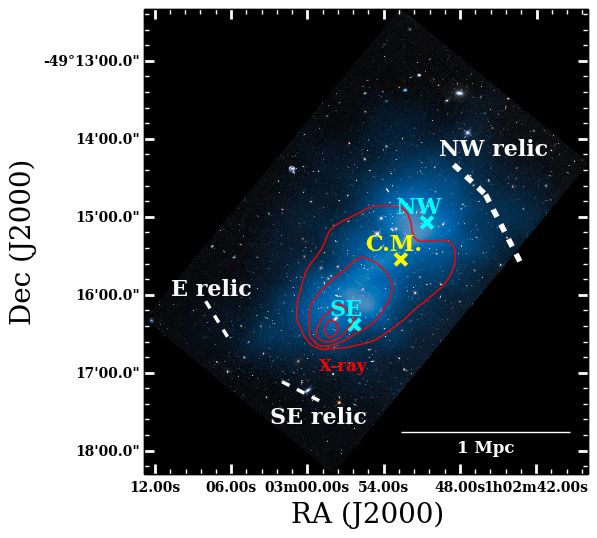 -49°13'00.0"
14'00.0"
15'00.0"
16'00.0"
17'00.0"
18'00.0"
Dec (J2000)
NW relic
NW
C.M.
E relic
SE
X-ray
SE relic
1 Mpc
12.00s 06.00s 03m00.00s 54.00s 48.00s 1h02m42.00s
RA (J2000)